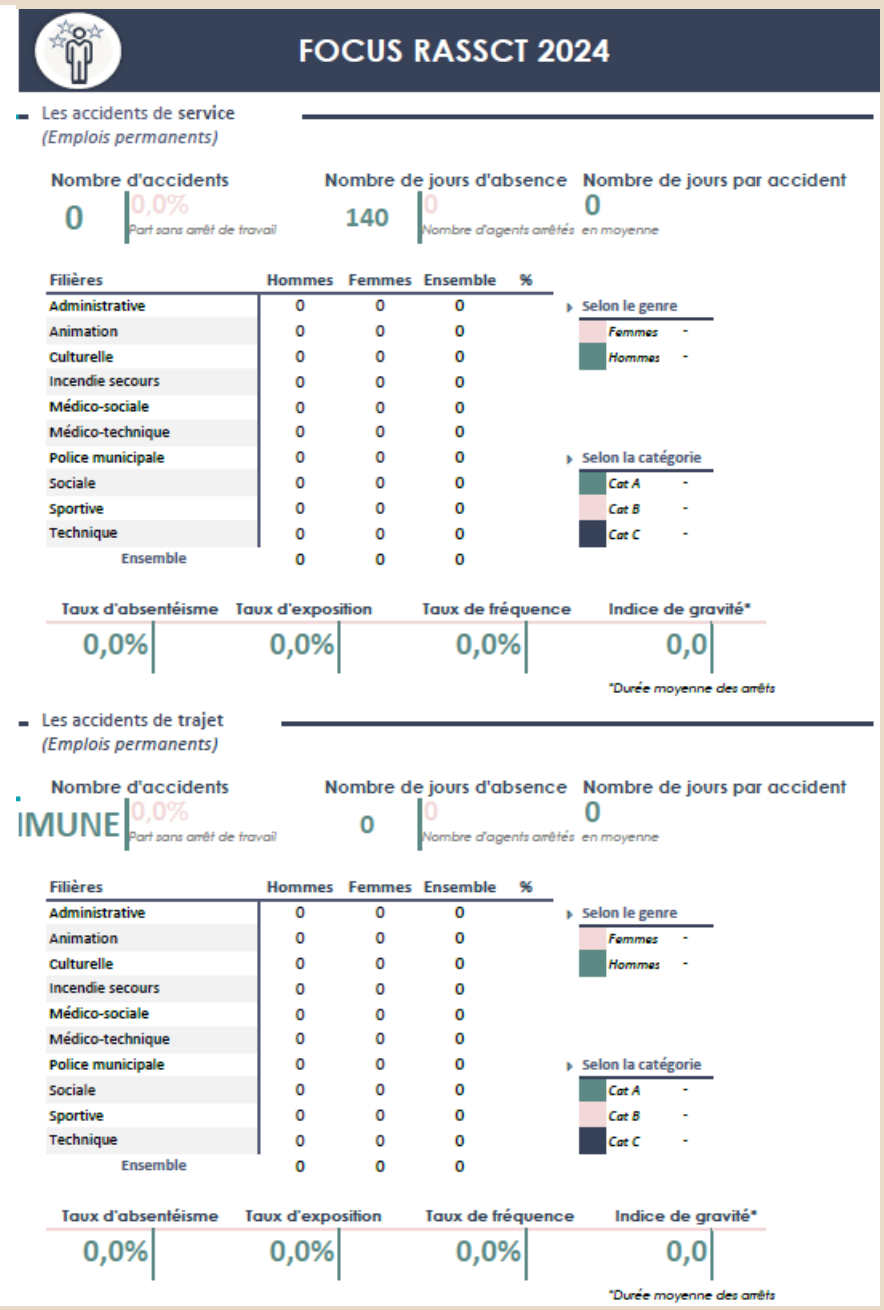 FOCUS RASSCT 2024
Les accidents de service
(Emplois permanents)
Nombre d'accidents Nombre de jours d'absence Nombre de jours par accident
0 0,0% 140 0 0
Part sans arrêt de travail Nombre d'agents arrêtés en moyenne
Filières Hommes Femmes Ensemble %
Administrative 0 0 0 Selon le genre
Animation 0 0 0 Femmes -
Culturelle 0 0 0 Hommes -
Incendie secours 0 0 0
Médico-sociale 0 0 0
Médico-technique 0 0 0
Police municipale 0 0 0 Selon la catégorie
Sociale 0 0 0 Cat A -
Sportive 0 0 0 Cat B -
Technique 0 0 0 Cat C -
Ensemble 0 0 0
Taux d'absentéisme Taux d'exposition Taux de fréquence Indice de gravité*
0,0% 0,0% 0,0% 0,0
*Durée moyenne des arrêts
Les accidents de trajet
(Emplois permanents)
Nombre d'accidents Nombre de jours d'absence Nombre de jours par accident
MUNE 0,0% 0 0 0
Part sans arrêt de travail Nombre d'agents arrêtés en moyenne
Filières Hommes Femmes Ensemble %
Administrative 0 0 0 Selon le genre
Animation 0 0 0 Femmes -
Culturelle 0 0 0 Hommes -
Incendie secours 0 0 0
Médico-sociale 0 0 0
Médico-technique 0 0 0
Police municipale 0 0 0 Selon la catégorie
Sociale 0 0 0 Cat A -
Sportive 0 0 0 Cat B -
Technique 0 0 0 Cat C -
Ensemble 0 0 0
Taux d'absentéisme Taux d'exposition Taux de fréquence Indice de gravité*
0,0% 0,0% 0,0% 0,0
*Durée moyenne des arrêts